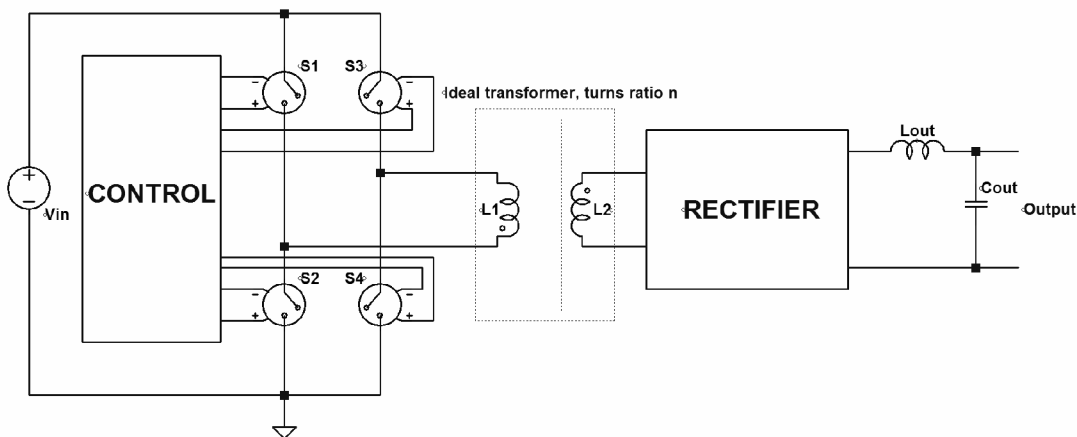 S1
S3
−
+
−
+
Ideal transformer, turns ratio n
Lout
+
−
Vin
CONTROL
L1
L2
RECTIFIER
Cout
Output
S2
S4
−
+
−
+